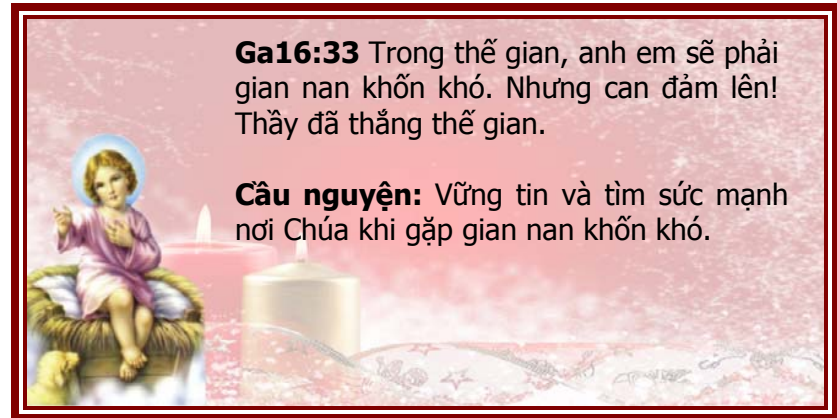 Ga16:33 Trong thế gian, anh em sẽ phải
gian nan khốn khó. Nhưng can đảm lên!
Thầy đã thắng thế gian.
Cầu nguyện: Vững tin và tìm sức mạnh
nơi Chúa khi gặp gian nan khốn khó.